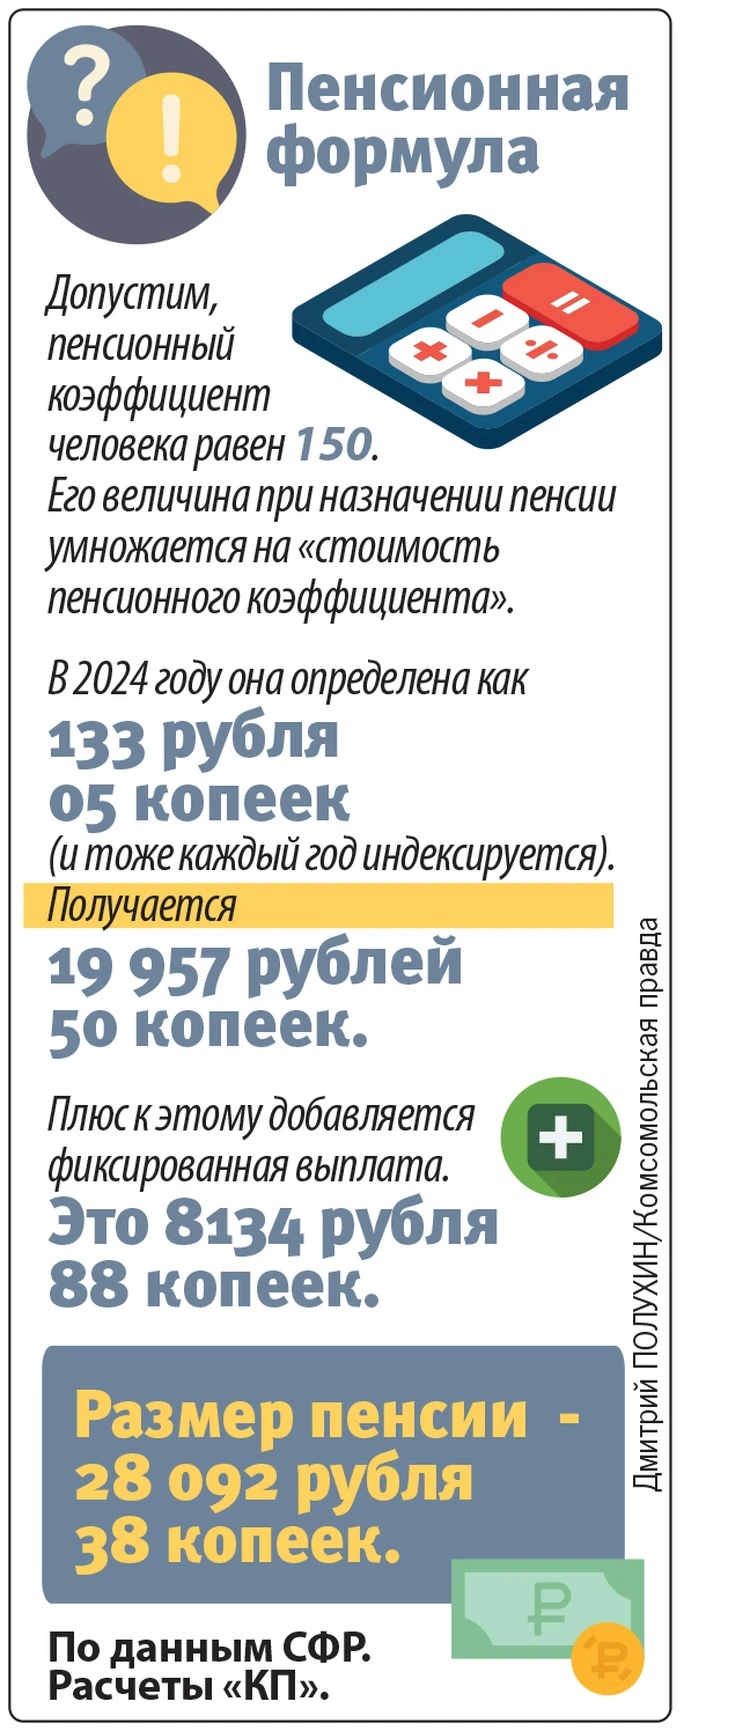 Пенсионная
формула
Допустим,
пенсионный
коэффициент
человека равен 150.
Его величина при назначении пенсии
умножается на «стоимость
пенсионного коэффициента».
В 2024 году она определена как
133 рубля
05 копеек
(и тоже каждый год индексируется).
Получается
19 957 рублей
50 копеек.
Плюс к этому добавляется
фиксированная выплата.
Это 8134 рубля
88 копеек.
Размер пенсии -
28 092 рубля
38 копеек.
По данным СФР.
Расчеты «КП».
Дмитрий ПОЛУХИН/Комсомольская правда